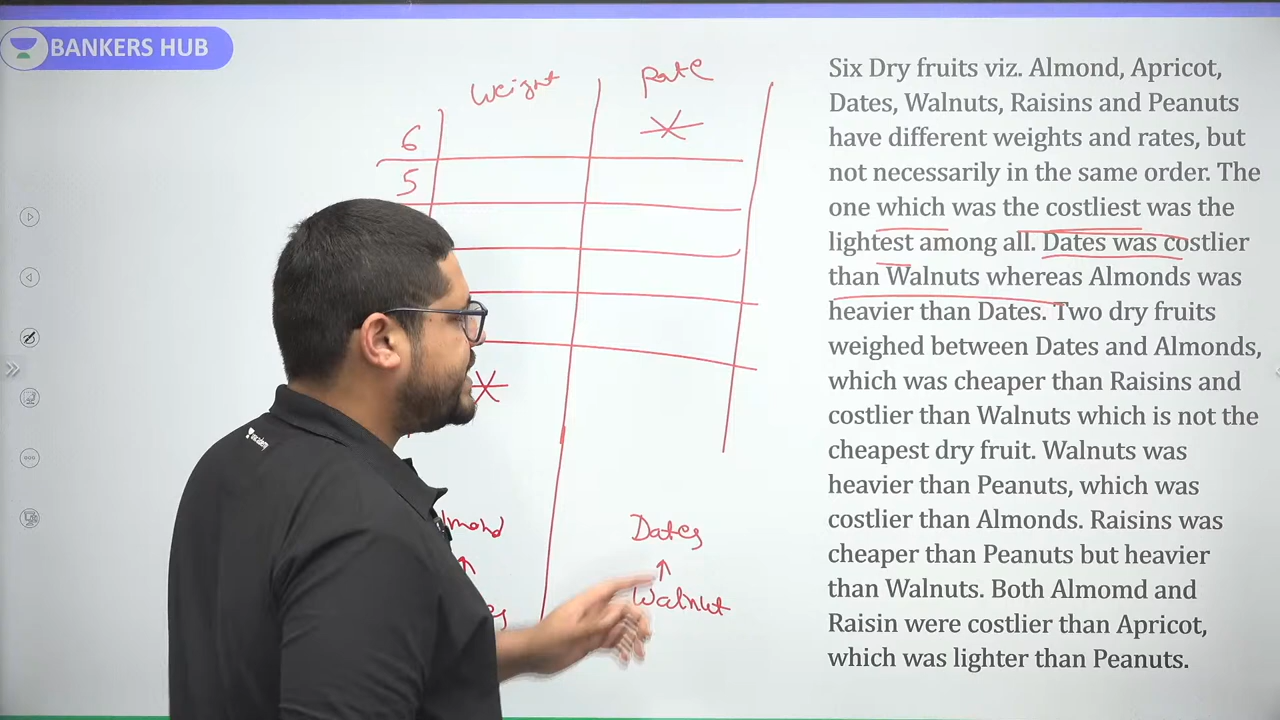 BANKERS HUB
Weight Rate
6
5
lmond
Dates
Walnut
es
Six Dry fruits viz. Almond, Apricot,
Dates, Walnuts, Raisins and Peanuts
have different weights and rates, but
not necessarily in the same order. The
one which was the costliest was the
lightest among all. Dates was costlier
than Walnuts whereas Almonds was
heavier than Dates. Two dry fruits
weighed between Dates and Almonds,
which was cheaper than Raisins and
costlier than Walnuts which is not the
cheapest dry fruit. Walnuts was
heavier than Peanuts, which was
costlier than Almonds. Raisins was
cheaper than Peanuts but heavier
than Walnuts. Both Almomd and
Raisin were costlier than Apricot,
which was lighter than Peanuts.